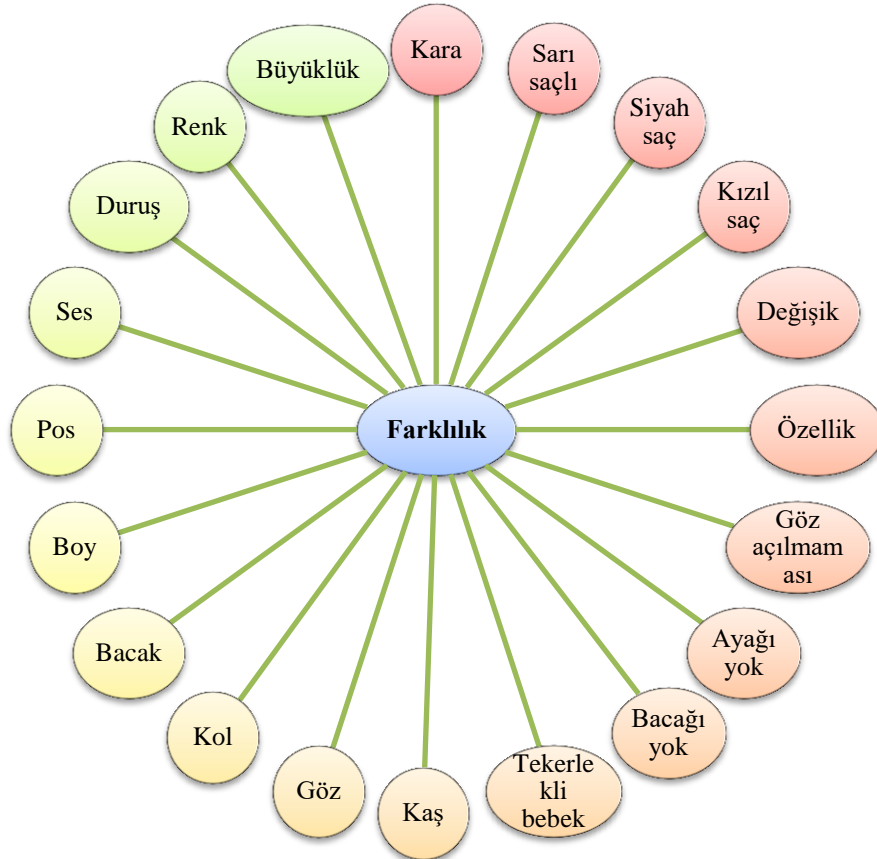 Kara
Sarı
saçlı
Siyah
saç
Kızıl
saç
Değişik
Özellik
Göz
açılmam
ası
Ayağı
yok
Bacağı
yok
Tekerle
kli
bebek
Kaş
Göz
Kol
Bacak
Boy
Pos
Ses
Duruş
Renk
Büyüklük
Farklılık